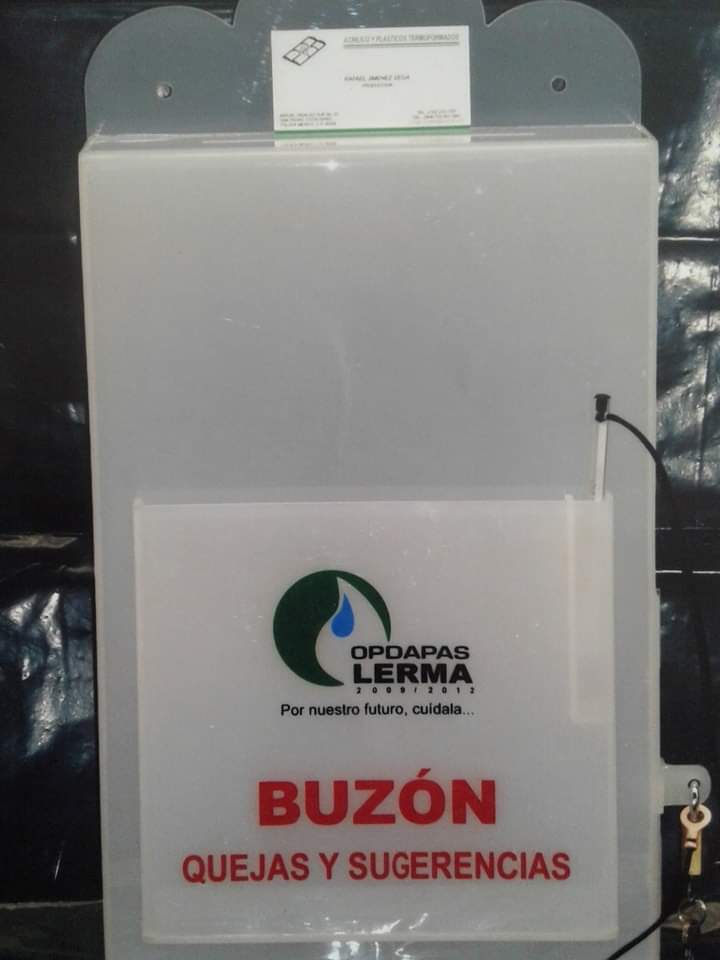 ACRILICO Y PLASTICOS TERMOFORMADOS
RAFAEL JIMENEZ VEGA
OPDAPAS
LERMA
2009/2012
Por nuestro futuro, cuídala...
BUZÓN
QUEJAS Y SUGERENCIAS